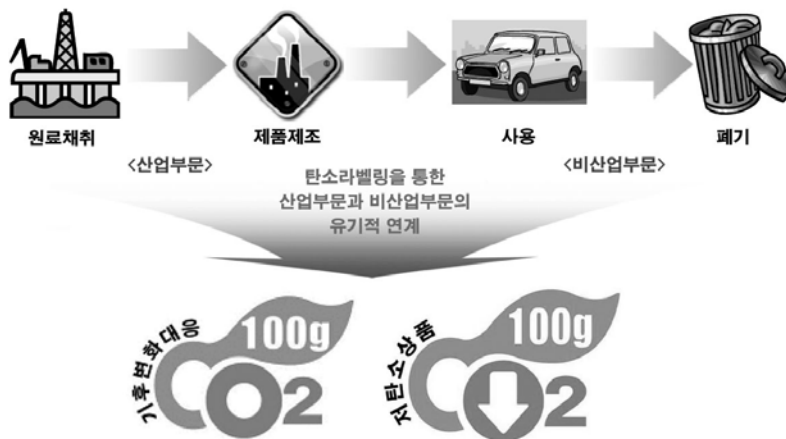 원료채취
제품제조
사용
폐기
<산업부문>
<비산업부문>
탄소라벨링을 통한
산업부문과 비산업부문의
유기적 연계
기후변화대응
100g
CO2
저탄소상품
100g
CO2